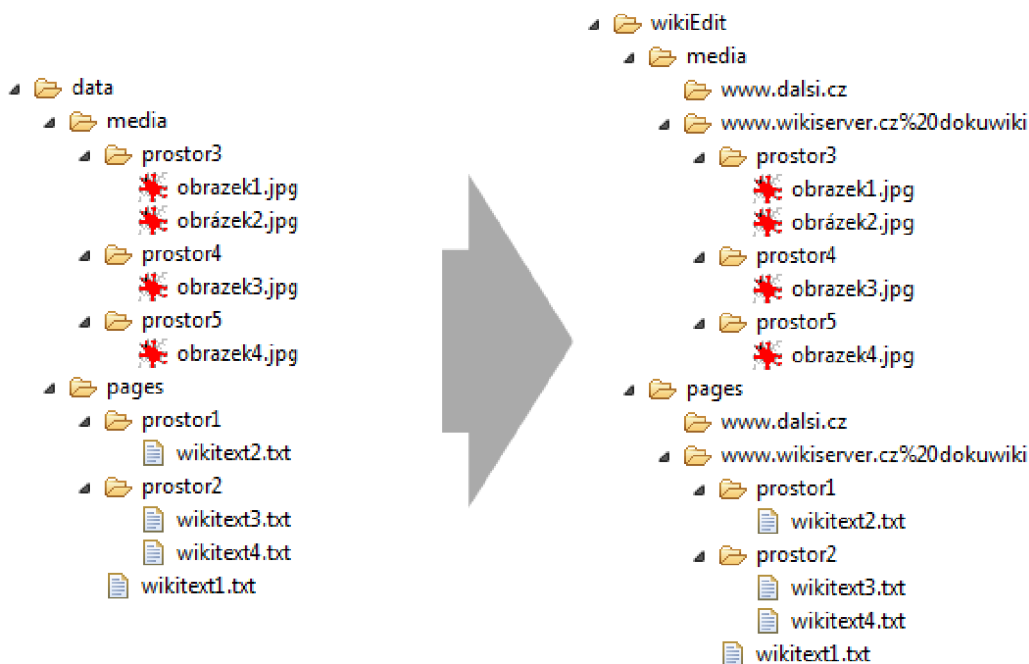 data
media
prostor3
obrazek1.jpg
obrázek2.jpg
prostor4
obrazek3.jpg
prostor5
obrazek4.jpg
pages
prostor1
wikitext2.txt
prostor2
wikitext3.txt
wikitext4.txt
wikitext1.txt
wikiEdit
media
www.dalsi.cz
www.wikiserver.cz%20dokuwiki
prostor3
obrazek1.jpg
obrázek2.jpg
prostor4
obrazek3.jpg
prostor5
obrazek4.jpg
pages
www.dalsi.cz
www.wikiserver.cz%20dokuwiki
prostor1
wikitext2.txt
prostor2
wikitext3.txt
wikitext4.txt
wikitext1.txt